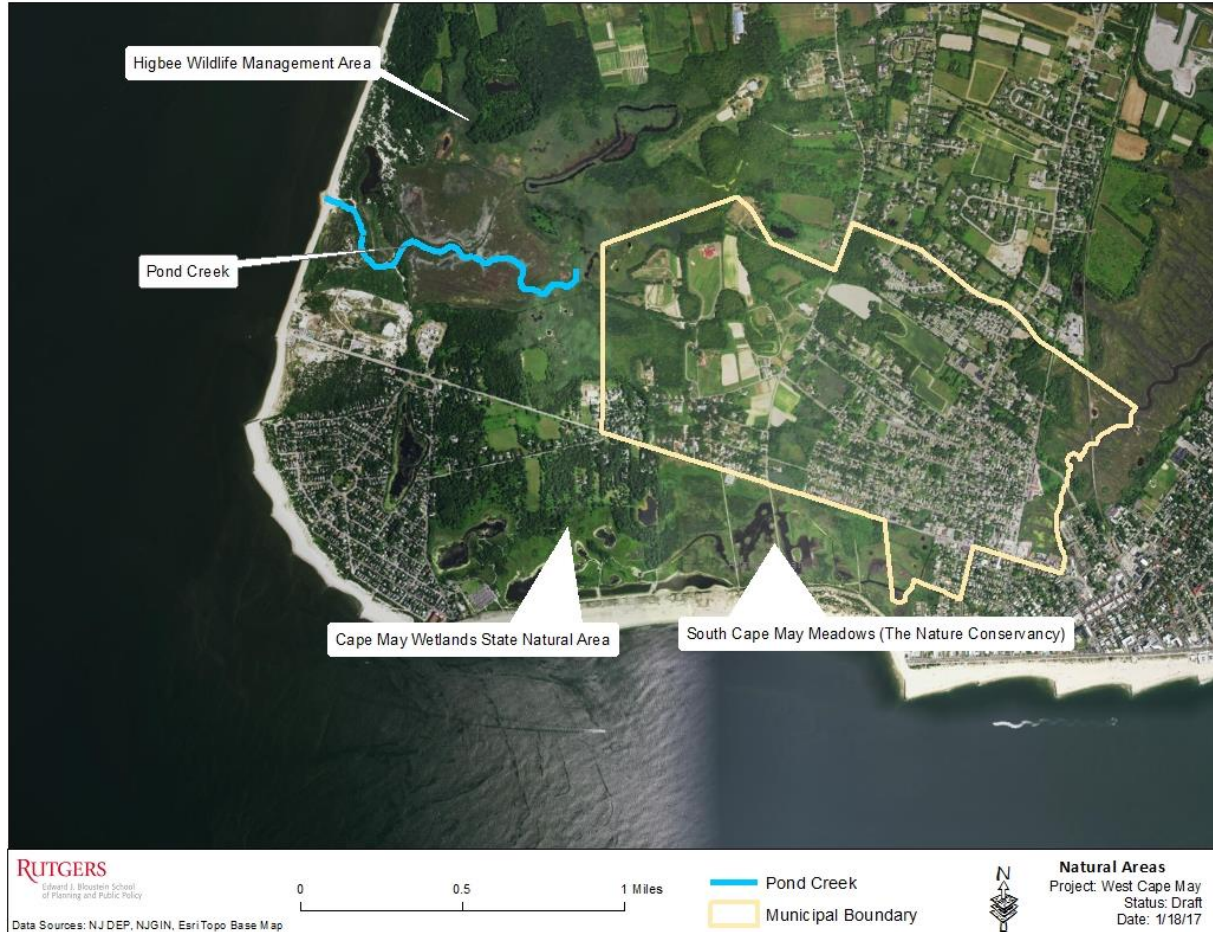 Higbee Wildlife Management Area
Pond Creek
Cape May Wetlands State Natural Area
South Cape May Meadows (The Nature Conservancy)
RUTGERS
Edward J. Bloustein School
of Planning and Public Policy
Data Sources: NJ DEP, NJGIN, Esri Topo Base Map
0 0.5 1 Miles
Pond Creek
Municipal Boundary
N
Natural Areas
Project: West Cape May
Status: Draft
Date: 1/18/17